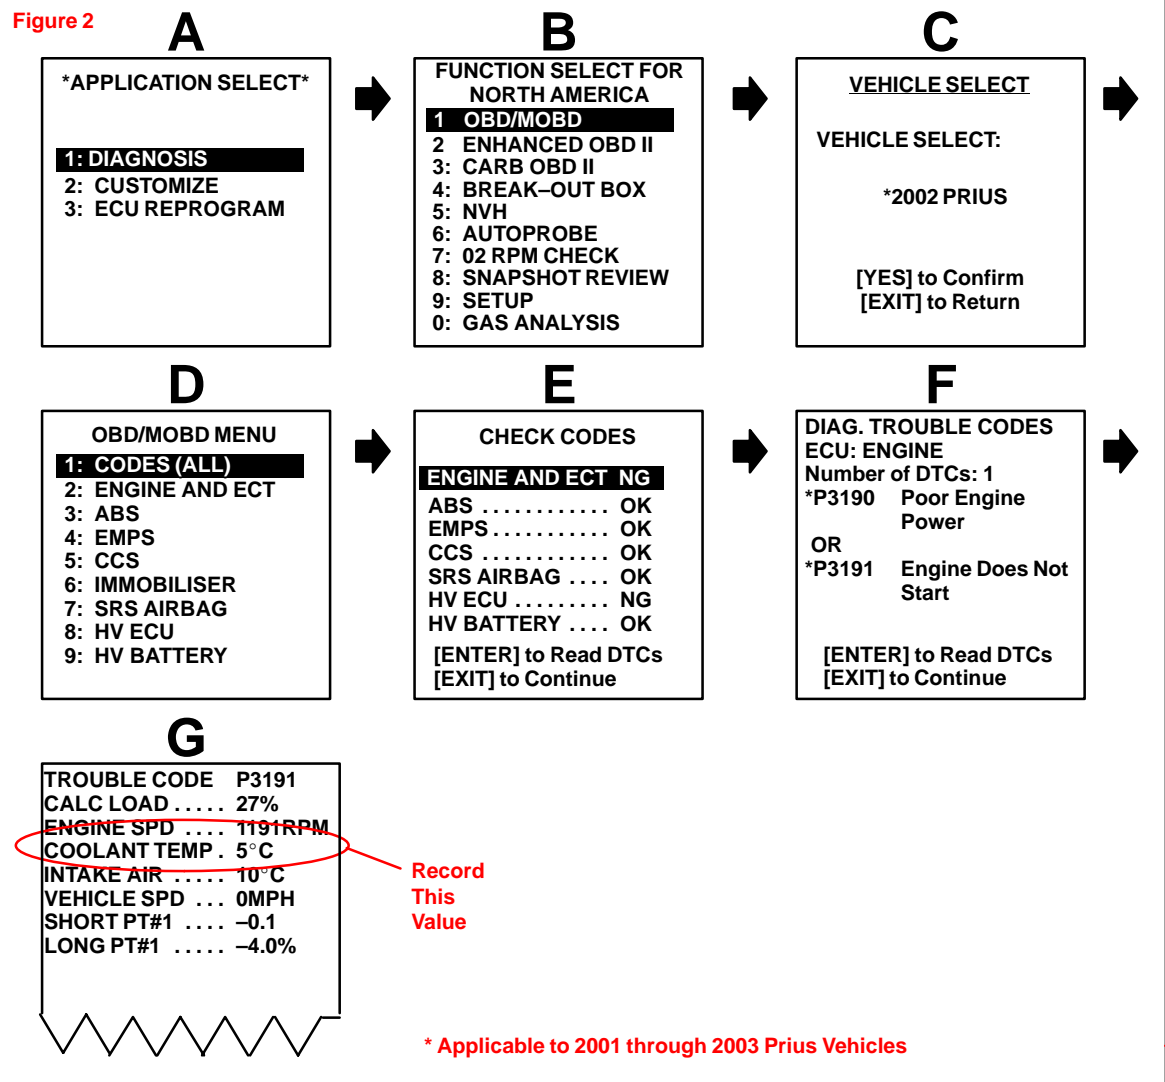 Figure 2
A
*APPLICATION SELECT*
1: DIAGNOSIS
2: CUSTOMIZE
3: ECU REPROGRAM
B
FUNCTION SELECT FOR
NORTH AMERICA
1 OBD/MOBD
2 ENHANCED OBD II
3: CARB OBD II
4: BREAK–OUT BOX
5: NVH
6: AUTOPROBE
7: 02 RPM CHECK
8: SNAPSHOT REVIEW
9: SETUP
0: GAS ANALYSIS
C
VEHICLE SELECT
VEHICLE SELECT:
*2002 PRIUS
[YES] to Confirm
[EXIT] to Return
D
OBD/MOBD MENU
1: CODES (ALL)
2: ENGINE AND ECT
3: ABS
4: EMPS
5: CCS
6: IMMOBILISER
7: SRS AIRBAG
8: HV ECU
9: HV BATTERY
E
CHECK CODES
ENGINE AND ECT NG
ABS . . . . . . . . . . . . OK
EMPS . . . . . . . . . . . OK
CCS . . . . . . . . . . . . OK
SRS AIRBAG . . . . OK
HV ECU . . . . . . . . . NG
HV BATTERY . . . . OK
[ENTER] to Read DTCs
[EXIT] to Continue
F
DIAG. TROUBLE CODES
ECU: ENGINE
Number of DTCs: 1
*P3190 Poor Engine
Power
OR
*P3191 Engine Does Not
Start
[ENTER] to Read DTCs
[EXIT] to Continue
G
TROUBLE CODE P3191
CALC LOAD . . . . . 27%
ENGINE SPD . . . . 1191RPM
COOLANT TEMP . 5°C
INTAKE AIR . . . . . 10°C
VEHICLE SPD . . . 0MPH
SHORT PT#1 . . . . –0.1
LONG PT#1 . . . . . –4.0%
Record
This
Value
* Applicable to 2001 through 2003 Prius Vehicles